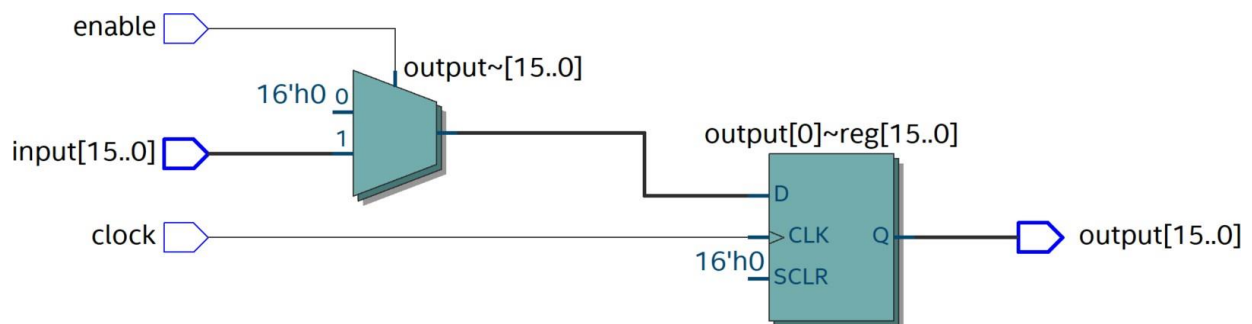 enable
output~[15..0]
16'h0
0
input[15..0]
1
output[0]~reg[15..0]
D
clock
CLK
Q
output[15..0]
16'h0
SCLR